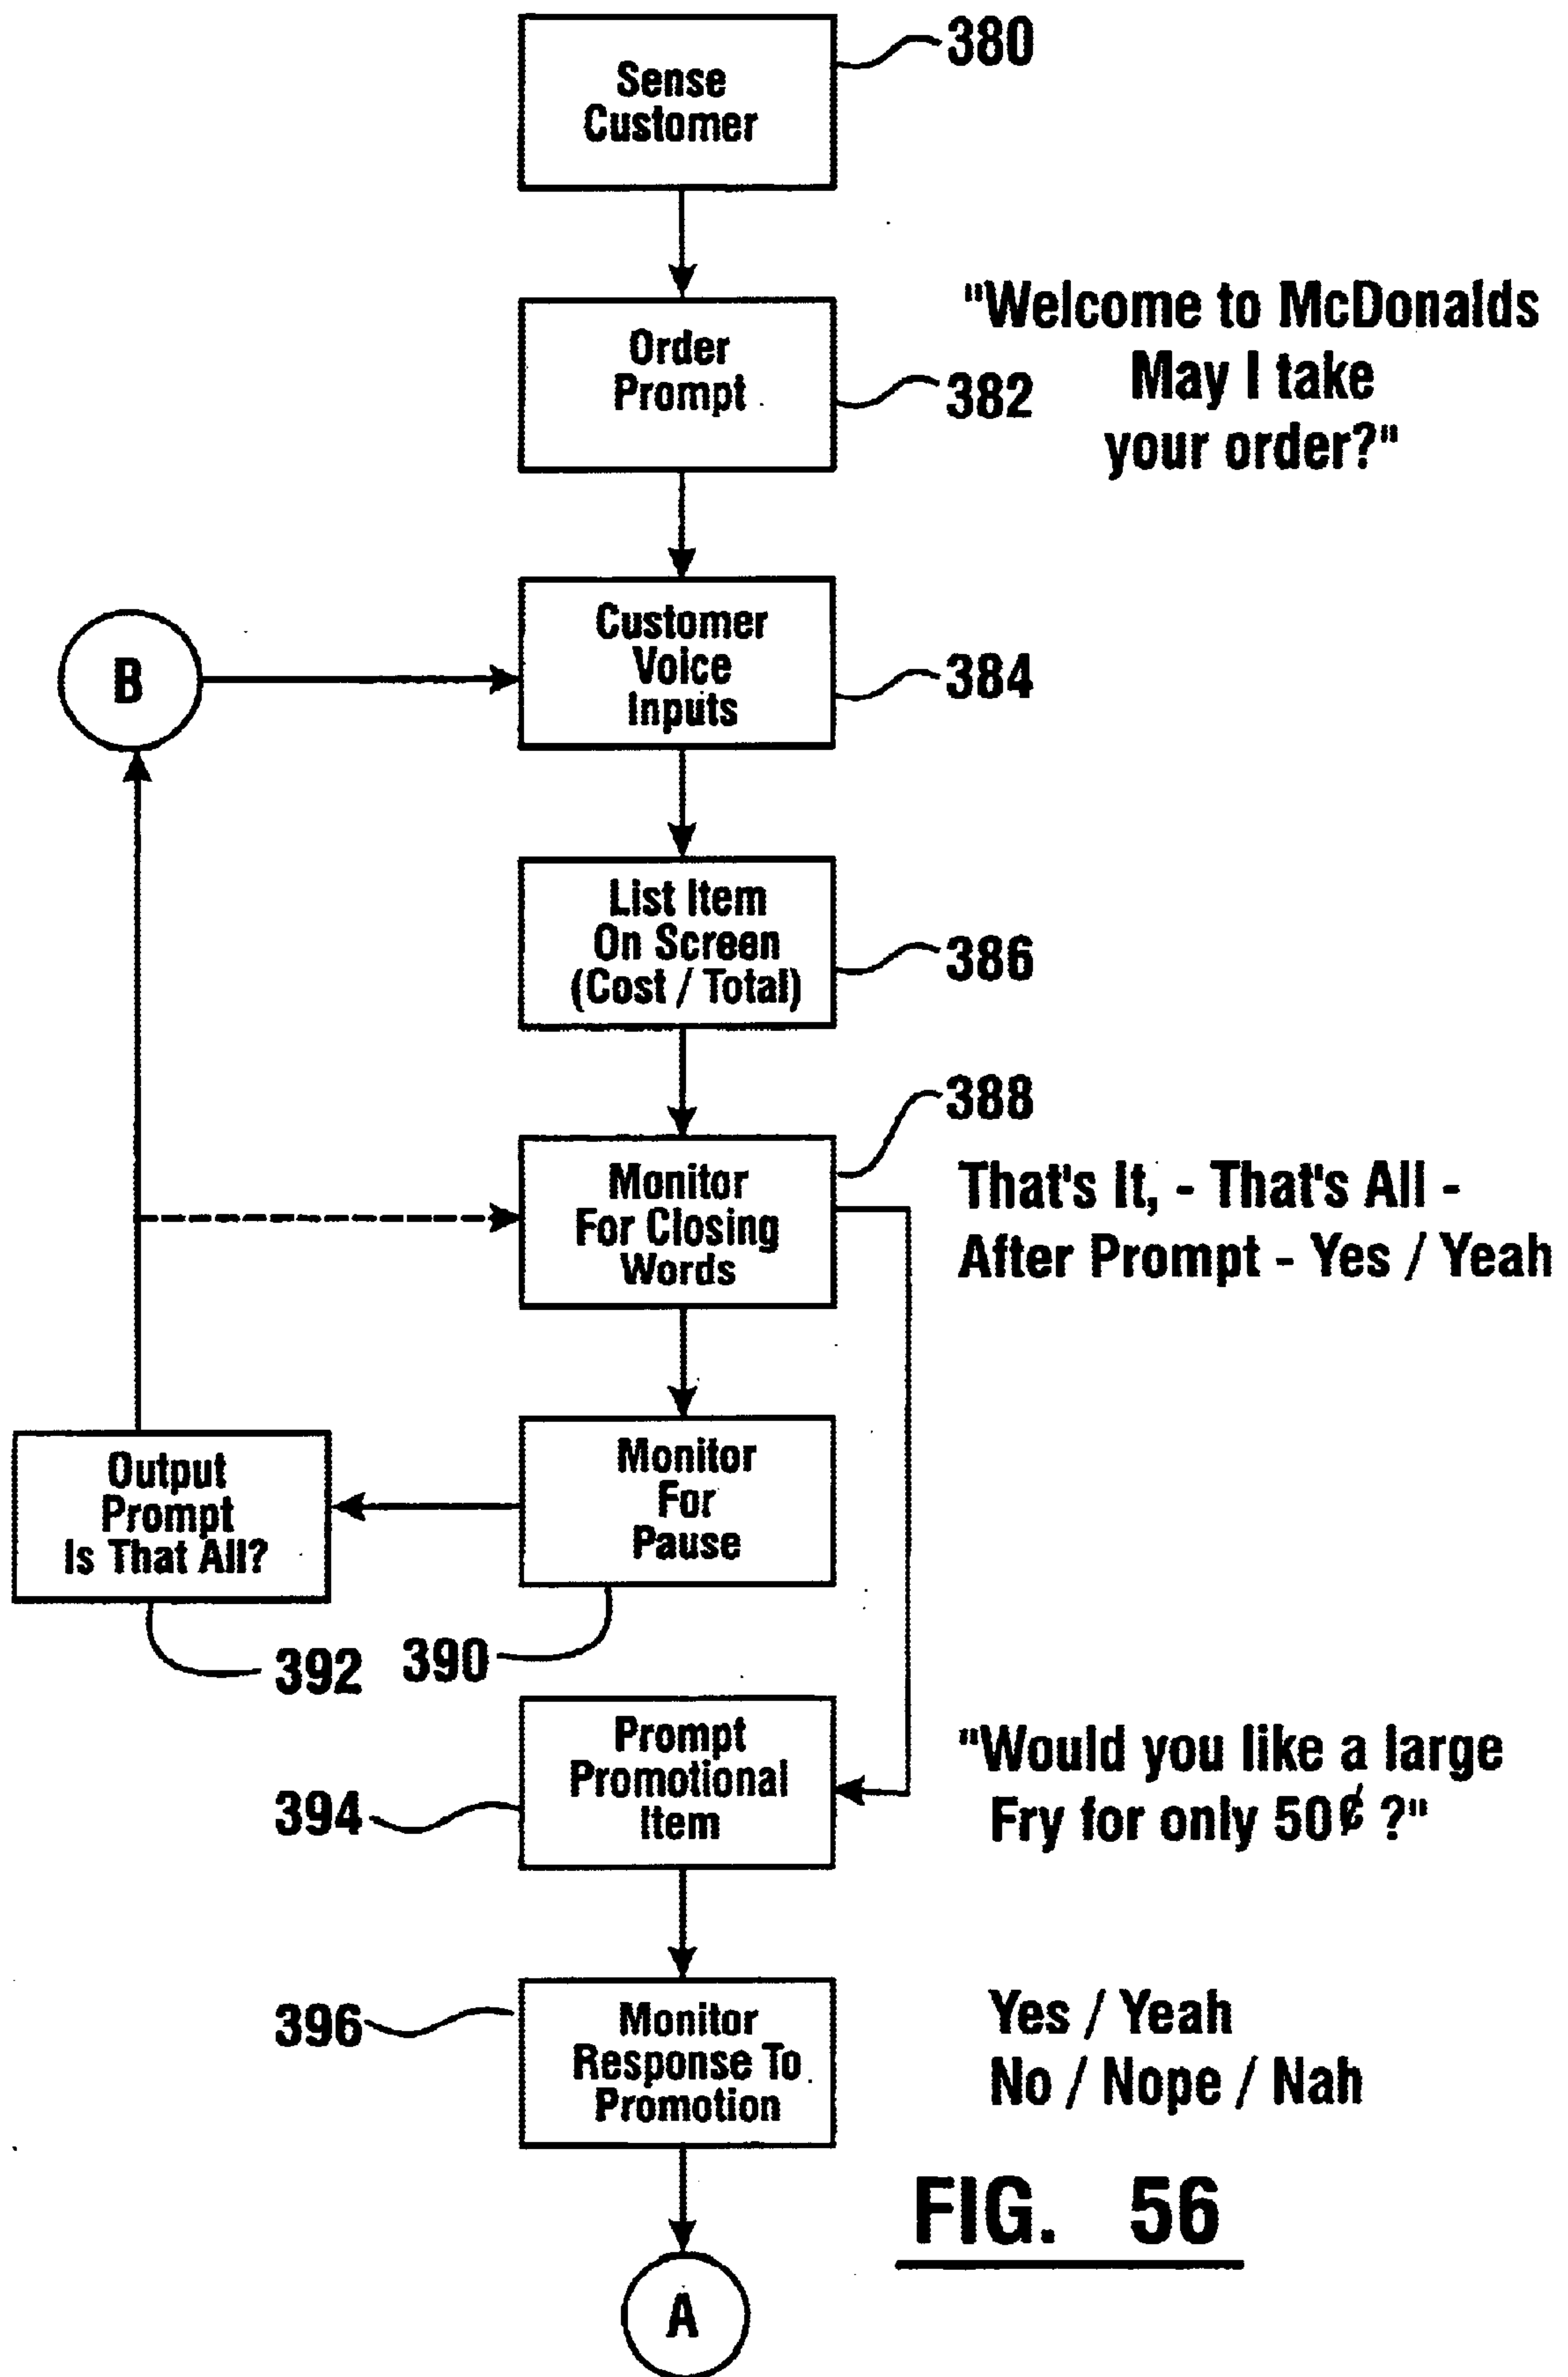 Sense
Customer
380
Order
Prompt
382
"Welcome to McDonalds
May I take
your order?"
Customer
Voice
Inputs
384
B
List Item
On Screen
(Cost / Total)
386
388
Monitor
For Closing
Words
That's It, - That's All -
After Prompt - Yes / Yeah
Monitor
For
Pause
390
Output
Prompt
Is That All?
392
Prompt
Promotional
Item
394
"Would you like a large
Fry for only 50¢ ?"
Monitor
Response To
Promotion
396
Yes / Yeah
No / Nope / Nah
FIG. 56
A